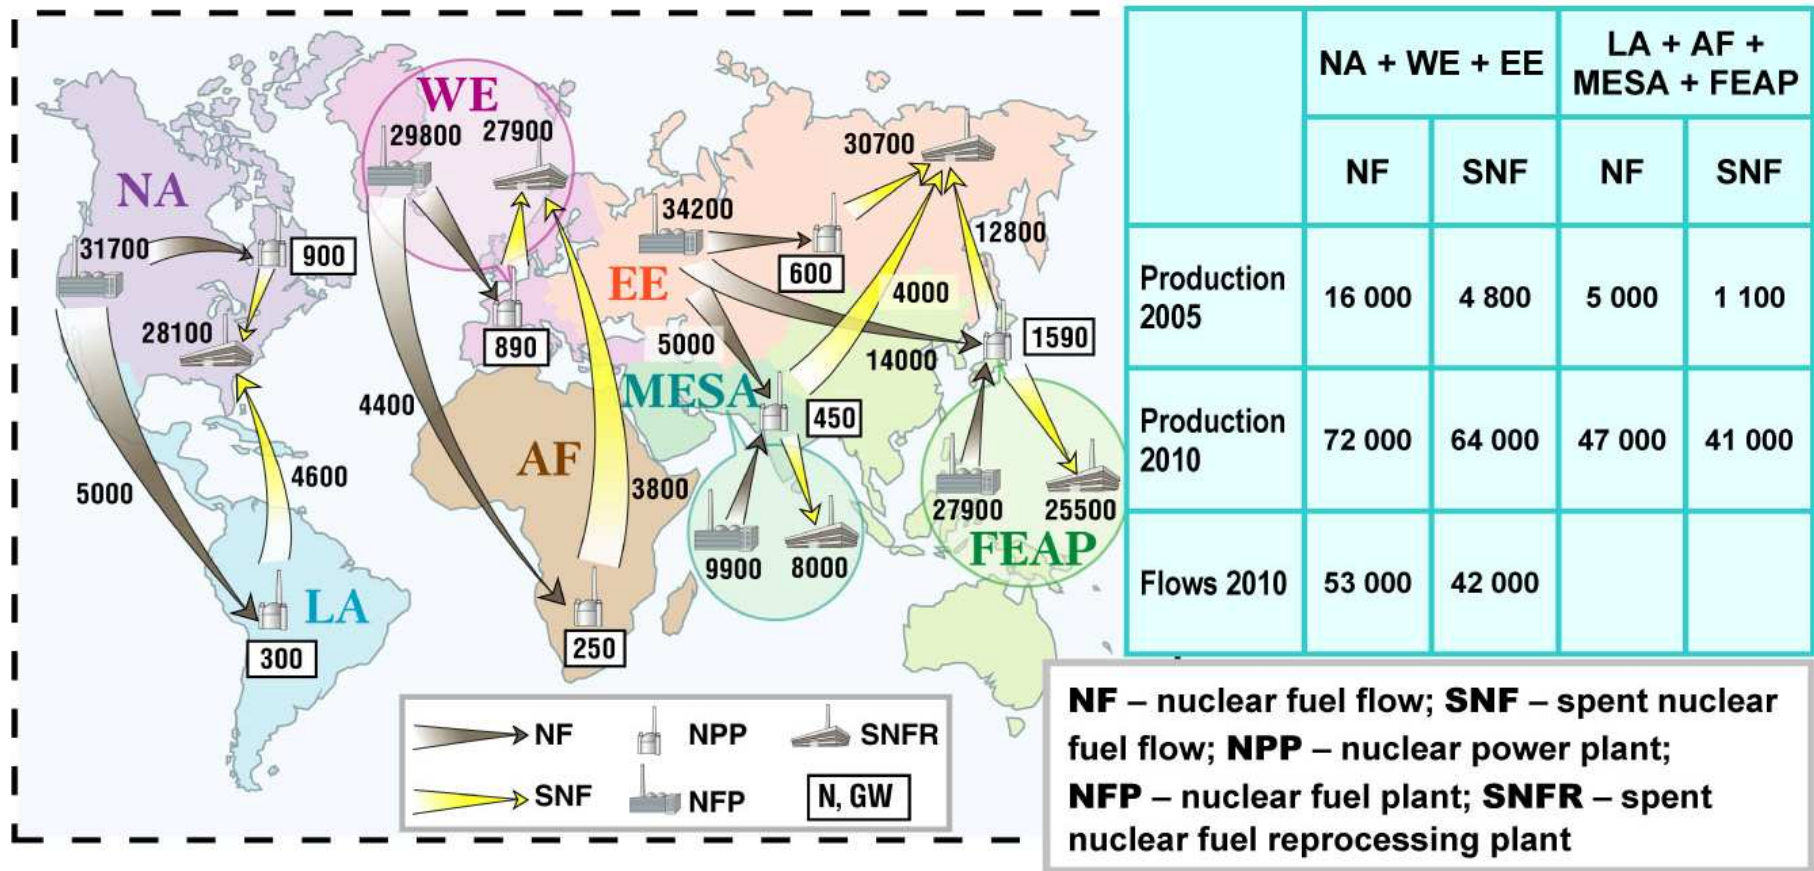 WE
29800 27900
NA
31700
900
28100
5000
4600
LA
300
4400
890
AF
3800
250
30700
34200
EE
600
12800
4000
5000
14000
1590
MESA
450
9900 8000
27900 25500
FEAP
NF NPP SNFR
SNF NFP N, GW
NA + WE + EE LA + AF +
MESA + FEAP
NF SNF NF SNF
Production
2005 16 000 4 800 5 000 1 100
Production
2010 72 000 64 000 47 000 41 000
Flows 2010 53 000 42 000
NF – nuclear fuel flow; SNF – spent nuclear
fuel flow; NPP – nuclear power plant;
NFP – nuclear fuel plant; SNFR – spent
nuclear fuel reprocessing plant